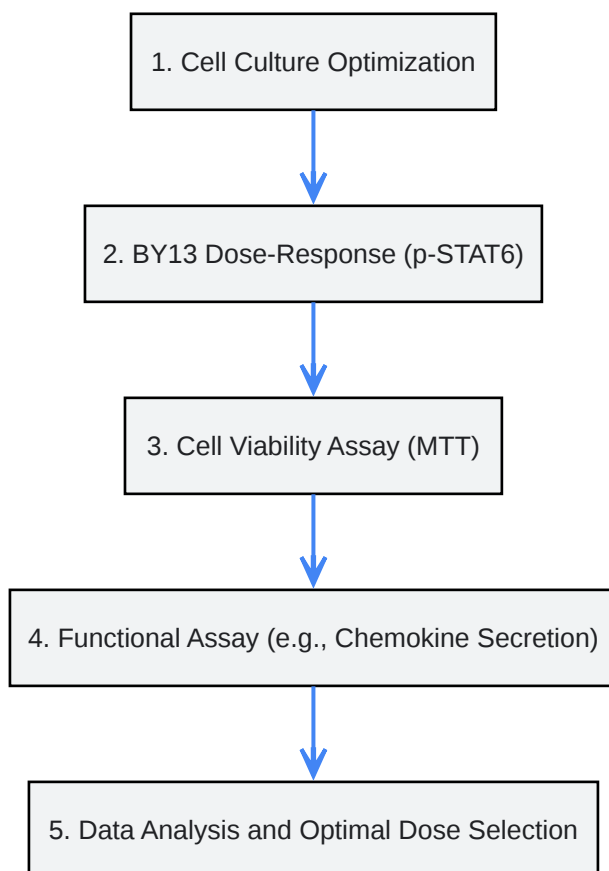 1. Cell Culture Optimization
2. BY13 Dose-Response (p-STAT6)
3. Cell Viability Assay (MTT)
4. Functional Assay (e.g., Chemokine Secretion)
5. Data Analysis and Optimal Dose Selection